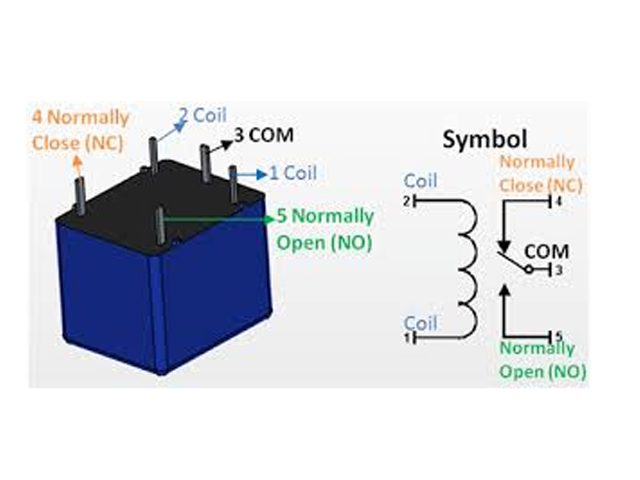 4 Normally
Close (NC)
2 Coil
3 COM
1 Coil
5 Normally
Open (NO)
Symbol
Normally
Close (NC)
Coil
2
4
COM
3
Coil
1
5
Normally
Open (NO)